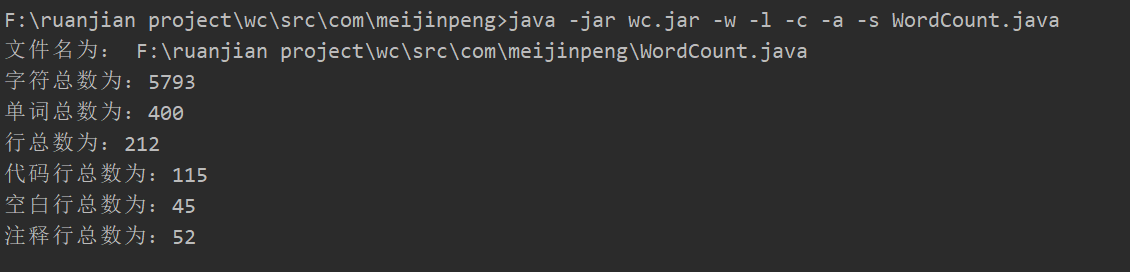 F:\ruanjian project\wc\src\com\meijinpeng>java -jar wc.jar -w -l -c -a -s WordCount.java
文件名为： F:\ruanjian project\wc\src\com\meijinpeng\WordCount.java
字符总数为：5793
单词总数为：400
行总数为：212
代码行总数为：115
空白行总数为：45
注释行总数为：52